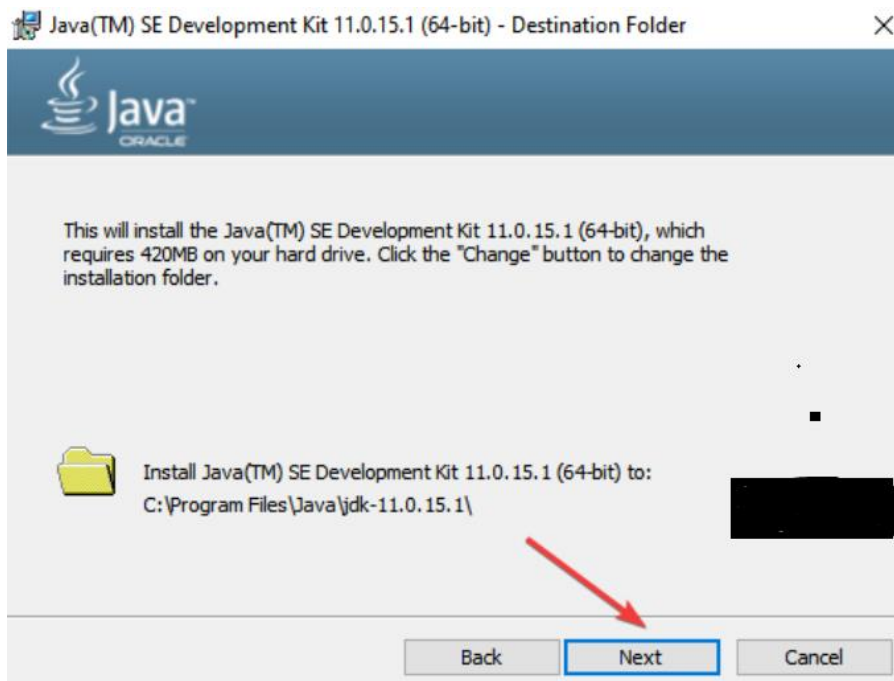 Java(TM) SE Development Kit 11.0.15.1 (64-bit) - Destination Folder
Java™
ORACLE
This will install the Java(TM) SE Development Kit 11.0.15.1 (64-bit), which
requires 420MB on your hard drive. Click the "Change" button to change the
installation folder.
Install Java(TM) SE Development Kit 11.0.15.1 (64-bit) to:
C:\Program Files\Java\jdk-11.0.15.1\
Back Next Cancel